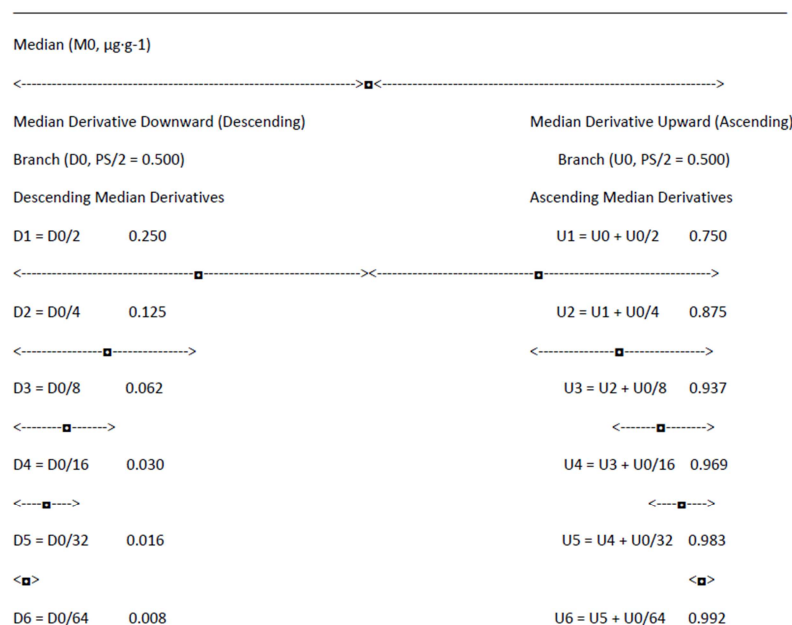 Median (M0, µg·g-1)
<----------------------------------------------------------------->◘<----------------------------------------------------------------->
Median Derivative Downward (Descending) Median Derivative Upward (Ascending)
Branch (D0, PS/2 = 0.500) Branch (U0, PS/2 = 0.500)
Descending Median Derivatives Ascending Median Derivatives
D1 = D0/2 0.250 U1 = U0 + U0/2 0.750
<----------------------------------◘--------------------------------><-------------------------------◘--------------------------------->
D2 = D0/4 0.125 U2 = U1 + U0/4 0.875
<----------------◘---------------> <----------------◘----------------->
D3 = D0/8 0.062 U3 = U2 + U0/8 0.937
<--------◘-------> <-------◘-------->
D4 = D0/16 0.030 U4 = U3 + U0/16 0.969
<----◘----> <----◘---->
D5 = D0/32 0.016 U5 = U4 + U0/32 0.983
<◘> <◘>
D6 = D0/64 0.008 U6 = U5 + U0/64 0.992